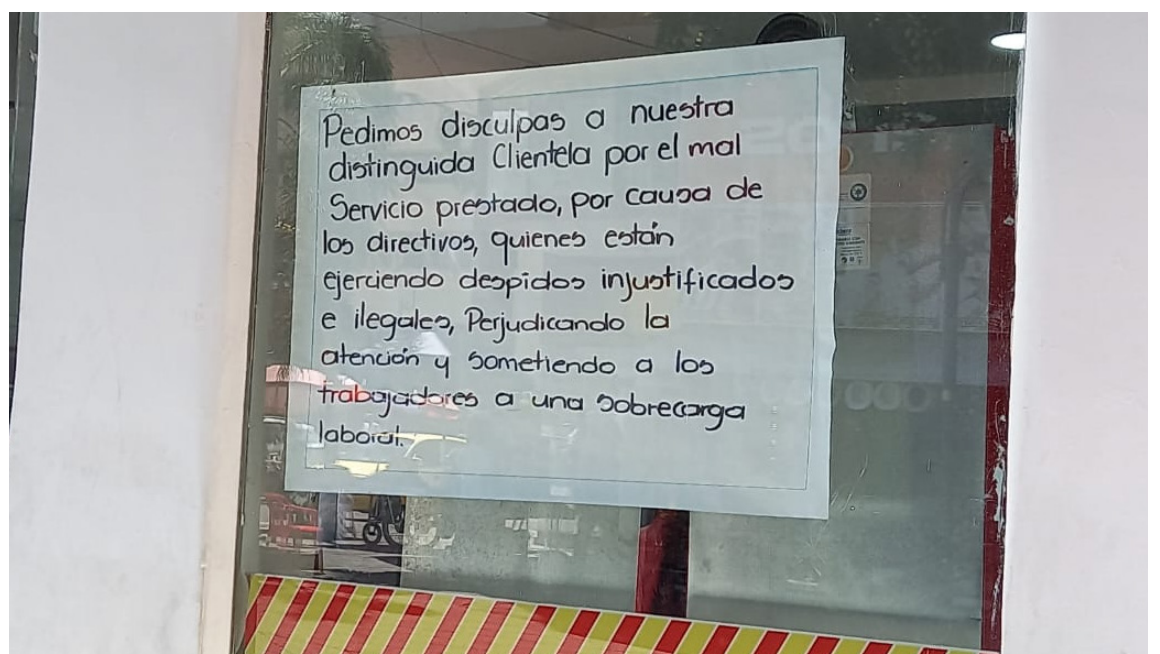 Pedimos disculpas a nuestra
distinguida Clientela por el mal
Servicio prestado, por causa de
los directivos, quienes están
ejerciendo despidos injustificados
e ilegales, Perjudicando la
atención y sometiendo a los
trabajadores a una sobrecarga
laboral.